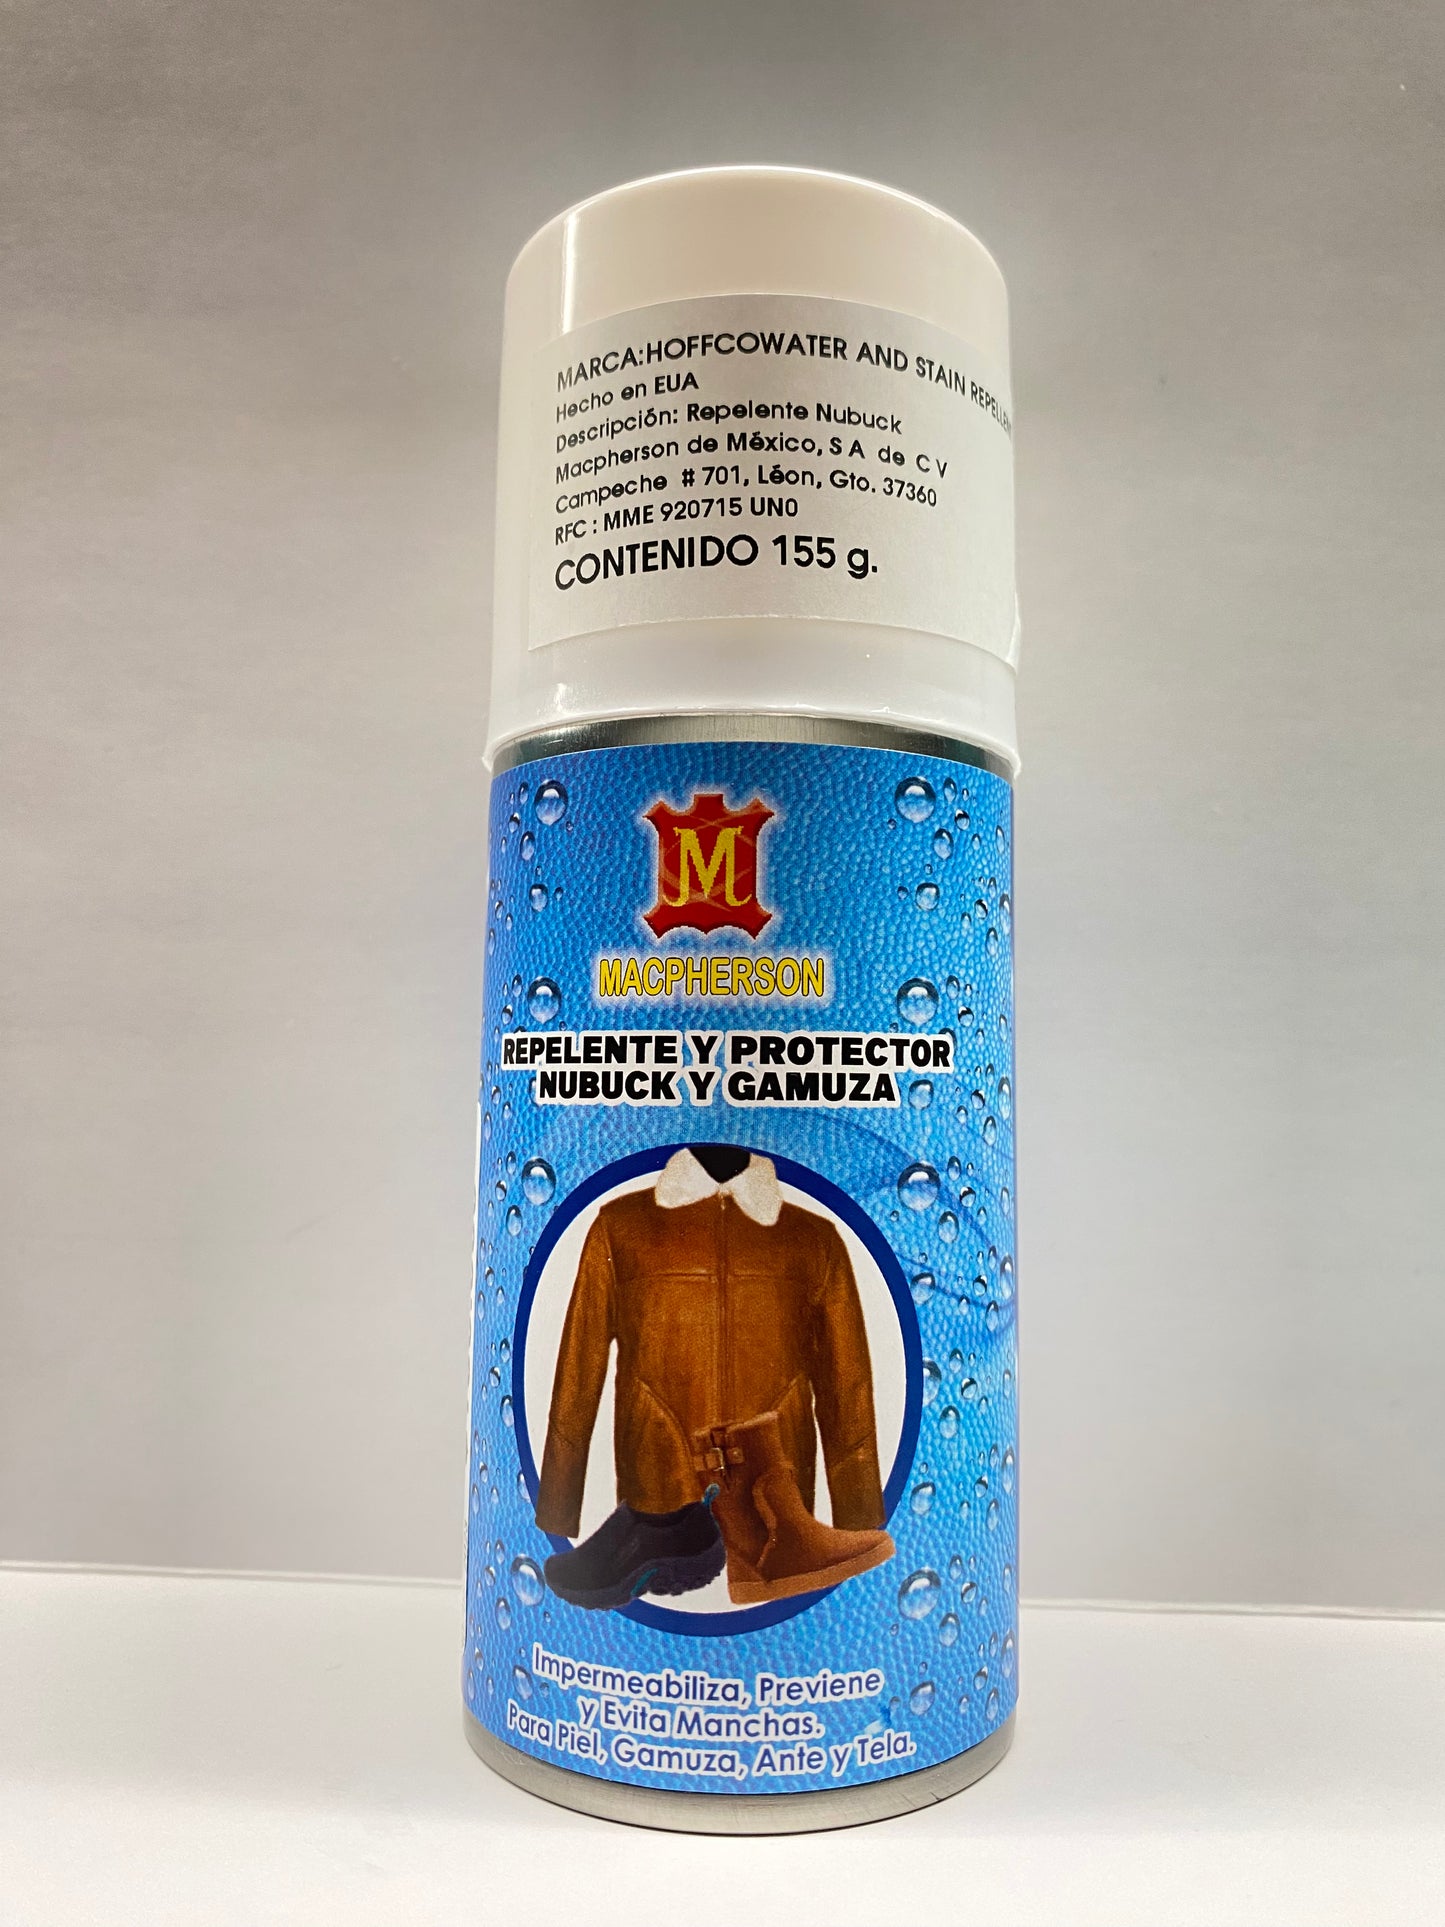 MARCA:HOFFCOWATER AND STAIN REPELLENT
Hecho en EUA
Descripción: Repelente Nubuck
Macpherson de México, S A de C V
Campeche # 701, Léon, Gto. 37360
RFC : MME 920715 UN0
CONTENIDO 155 g.
M
MACPHERSON
REPELENTE Y PROTECTOR
NUBUCK Y GAMUZA
Impermeabiliza, Previene
y Evita Manchas.
Para Piel, Gamuza, Ante y Tela.